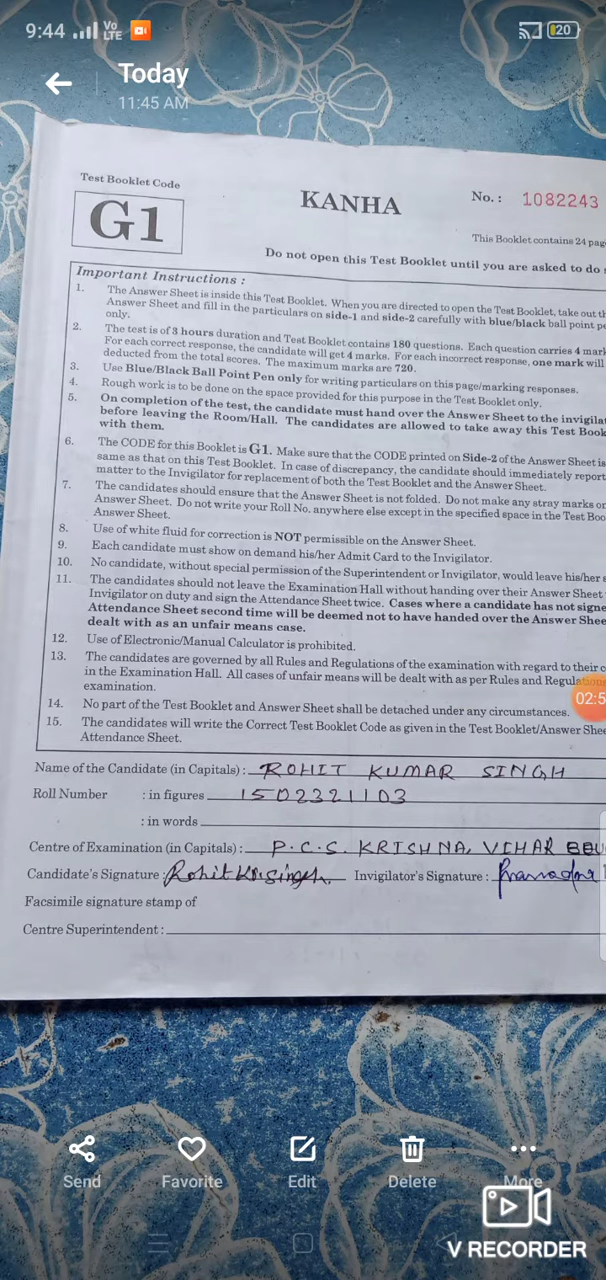 9:44 Vo LTE 20
Today
11:45 AM
Test Booklet Code
G1
KANHA
No. : 1082243
This Booklet contains 24 pag
Do not open this Test Booklet until you are asked to do s
Important Instructions :
1. The Answer Sheet is inside this Test Booklet. When you are directed to open the Test Booklet, take out th
Answer Sheet and fill in the particulars on side-1 and side-2 carefully with blue/black ball point pe
only.
2. The test is of 3 hours duration and Test Booklet contains 180 questions. Each question carries 4 mar
For each correct response, the candidate will get 4 marks. For each incorrect response, one mark will
deducted from the total scores. The maximum marks are 720.
3. Use Blue/Black Ball Point Pen only for writing particulars on this page/marking responses.
4. Rough work is to be done on the space provided for this purpose in the Test Booklet only.
5. On completion of the test, the candidate must hand over the Answer Sheet to the invigila
before leaving the Room/Hall. The candidates are allowed to take away this Test Book
with them.
6. The CODE for this Booklet is G1. Make sure that the CODE printed on Side-2 of the Answer Sheet is
same as that on this Test Booklet. In case of discrepancy, the candidate should immediately report
matter to the Invigilator for replacement of both the Test Booklet and the Answer Sheet.
7. The candidates should ensure that the Answer Sheet is not folded. Do not make any stray marks on
Answer Sheet. Do not write your Roll No. anywhere else except in the specified space in the Test Boo
Answer Sheet.
8. Use of white fluid for correction is NOT permissible on the Answer Sheet.
9. Each candidate must show on demand his/her Admit Card to the Invigilator.
10. No candidate, without special permission of the Superintendent or Invigilator, would leave his/her s
11. The candidates should not leave the Examination Hall without handing over their Answer Sheet
Invigilator on duty and sign the Attendance Sheet twice. Cases where a candidate has not signe
Attendance Sheet second time will be deemed not to have handed over the Answer Shee
dealt with as an unfair means case.
12. Use of Electronic/Manual Calculator is prohibited.
13. The candidates are governed by all Rules and Regulations of the examination with regard to their c
in the Examination Hall. All cases of unfair means will be dealt with as per Rules and Regulations
examination.
14. No part of the Test Booklet and Answer Sheet shall be detached under any circumstances.
02:5
15. The candidates will write the Correct Test Booklet Code as given in the Test Booklet/Answer Shee
Attendance Sheet.
Name of the Candidate (in Capitals) : ROHIT KUMAR SINGH
Roll Number : in figures 1502321103
: in words
Centre of Examination (in Capitals) : P.C.S. KRISHNA VIHAR BEU
Candidate's Signature : Rohit Kr. Singh Invigilator's Signature :
Facsimile signature stamp of
Centre Superintendent :
Send Favorite Edit Delete More
V RECORDER